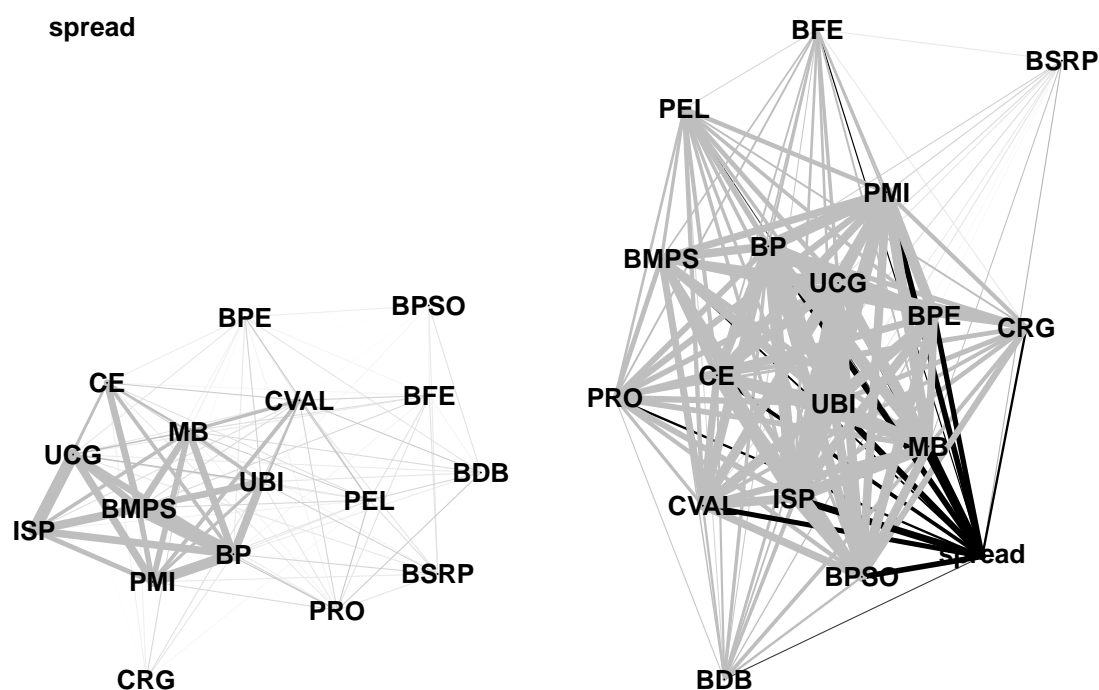 spread
BPE
BPSO
CE
CVAL
BFE
MB
UCG
UBI
BDB
BMPS
PEL
ISP
BP
PMI
BSRP
PRO
CRG
BFE
BSRP
PEL
PMI
BMPS
BP
UCG
BPE
CRG
CE
PRO
UBI
MB
CVAL
ISP
spread
BPSO
BDB